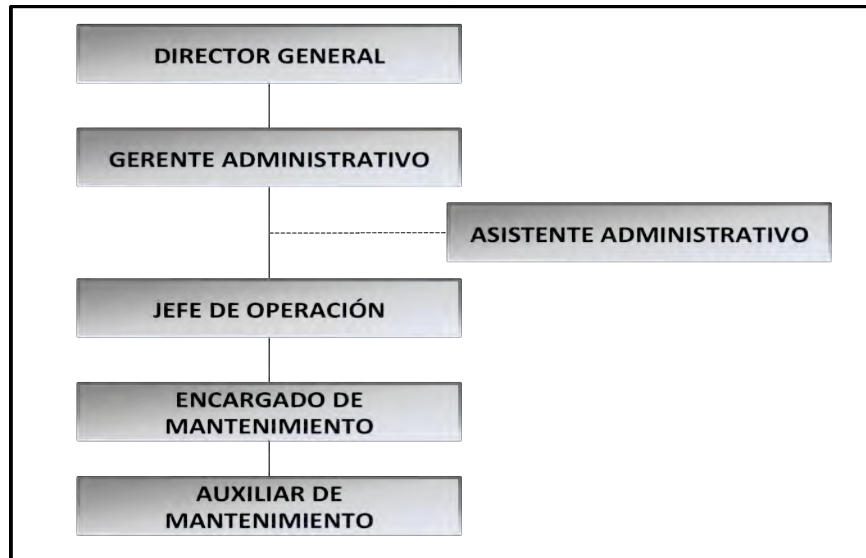 DIRECTOR GENERAL
GERENTE ADMINISTRATIVO
ASISTENTE ADMINISTRATIVO
JEFE DE OPERACIÓN
ENCARGADO DE
MANTENIMIENTO
AUXILIAR DE
MANTENIMIENTO